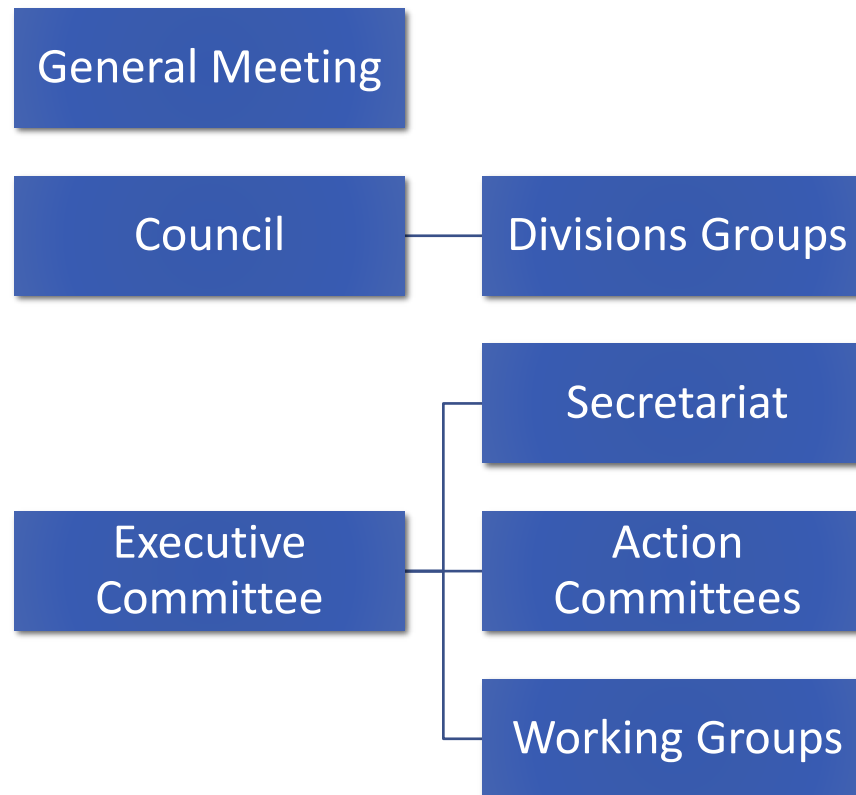 General Meeting
Council
Divisions Groups
Secretariat
Executive
Committee
Action
Committees
Working Groups